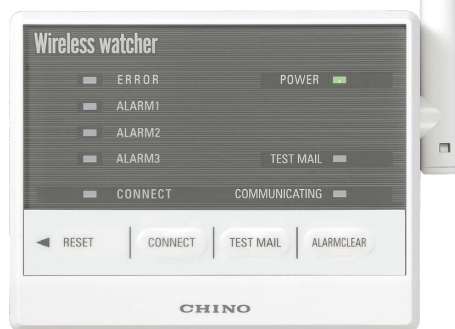 Wireless watcher
ERROR POWER
ALARM1
ALARM2
ALARM3 TEST MAIL
CONNECT COMMUNICATING
◀ RESET CONNECT TEST MAIL ALARMCLEAR
CHINO